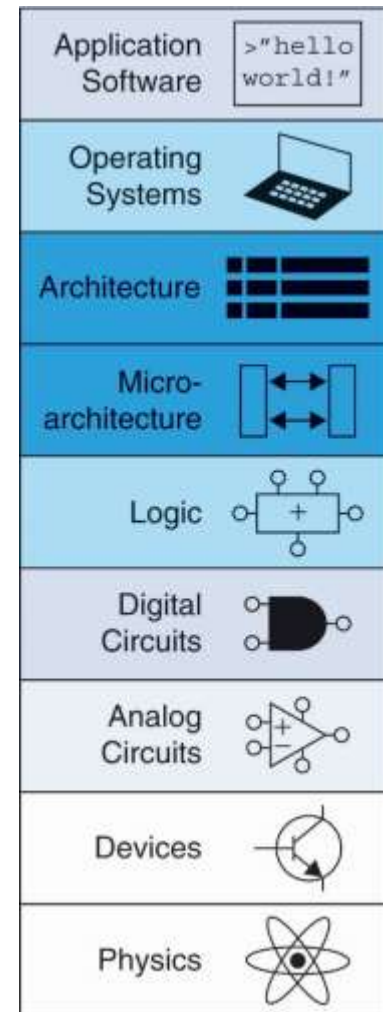 Application
Software
>"hello
world!"
Operating
Systems
Architecture
Micro-
architecture
Logic
+
Digital
Circuits
Analog
Circuits
+
−
Devices
Physics